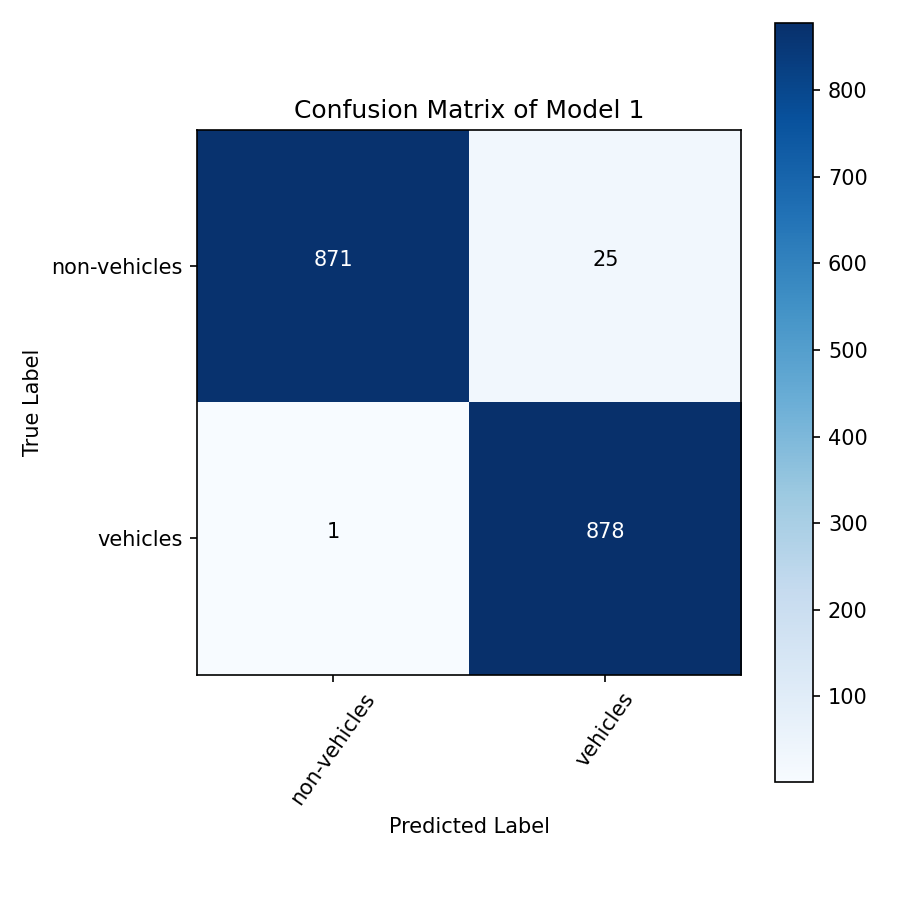 Confusion Matrix of Model 1
True Label
non-vehicles
871
25
vehicles
1
878
non-vehicles
vehicles
Predicted Label
800
700
600
500
400
300
200
100